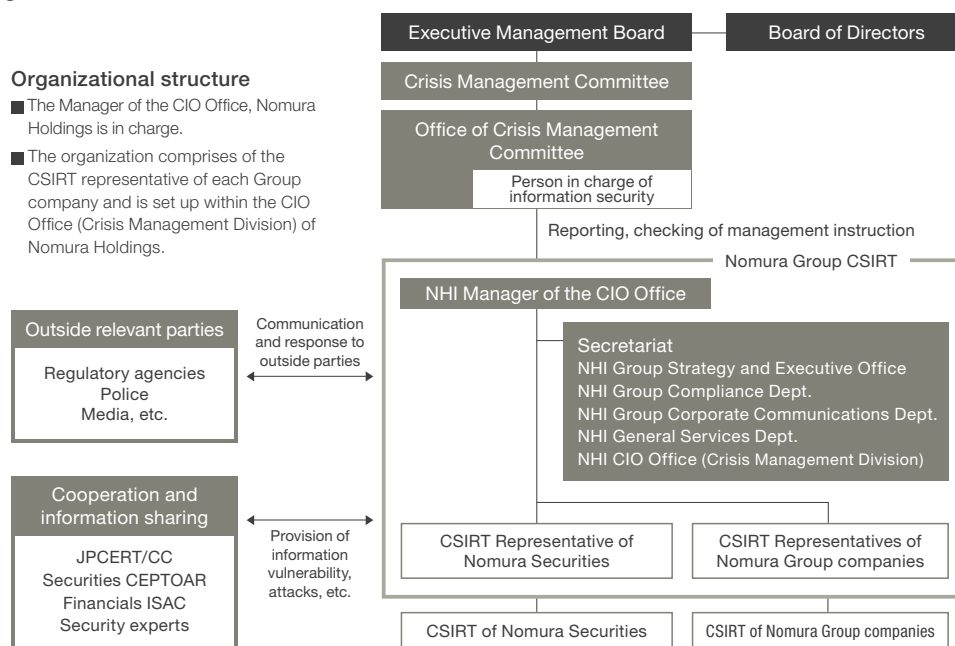 Executive Management Board
Board of Directors
Organizational structure
The Manager of the CIO Office, Nomura
Holdings is in charge.
The organization comprises of the
CSIRT representative of each Group
company and is set up within the CIO
Office (Crisis Management Division) of
Nomura Holdings.
Crisis Management Committee
Office of Crisis Management
Committee
Person in charge of
information security
Reporting, checking of management instruction
Nomura Group CSIRT
NHI Manager of the CIO Office
Outside relevant parties
Regulatory agencies
Police
Media, etc.
Communication
and response to
outside parties
Secretariat
NHI Group Strategy and Executive Office
NHI Group Compliance Dept.
NHI Group Corporate Communications Dept.
NHI General Services Dept.
NHI CIO Office (Crisis Management Division)
Cooperation and
information sharing
JPCERT/CC
Securities CEPTOAR
Financials ISAC
Security experts
Provision of
information
vulnerability,
attacks, etc.
CSIRT Representative of
Nomura Securities
CSIRT Representatives of
Nomura Group companies
CSIRT of Nomura Securities
CSIRT of Nomura Group companies